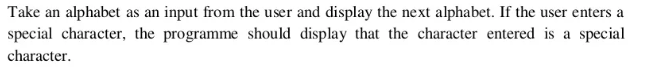 Take an alphabet as an input from the user and display the next alphabet. If the user enters a
special character, the programme should display that the character entered is a special
character.